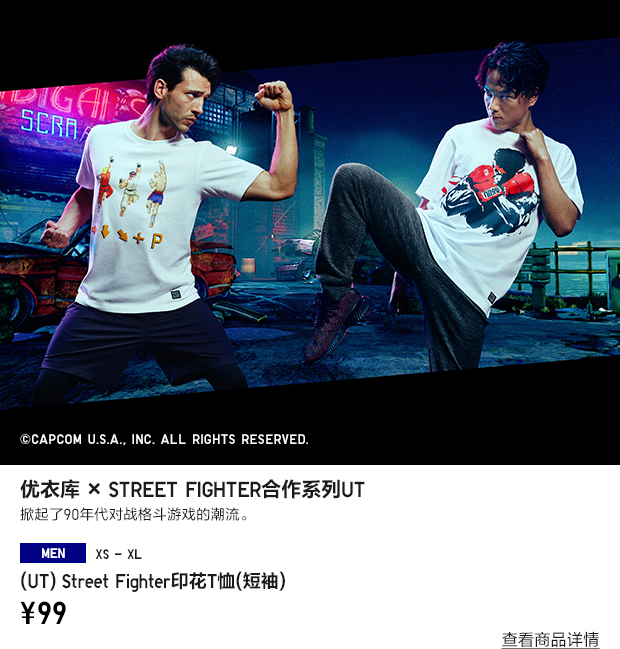 DIGAI
SCRA
↓ ↘ + P
©CAPCOM U.S.A., INC. ALL RIGHTS RESERVED.
优衣库 × STREET FIGHTER合作系列UT
掀起了90年代对战格斗游戏的潮流。
MEN XS - XL
(UT) Street Fighter印花T恤(短袖)
¥99
查看商品详情